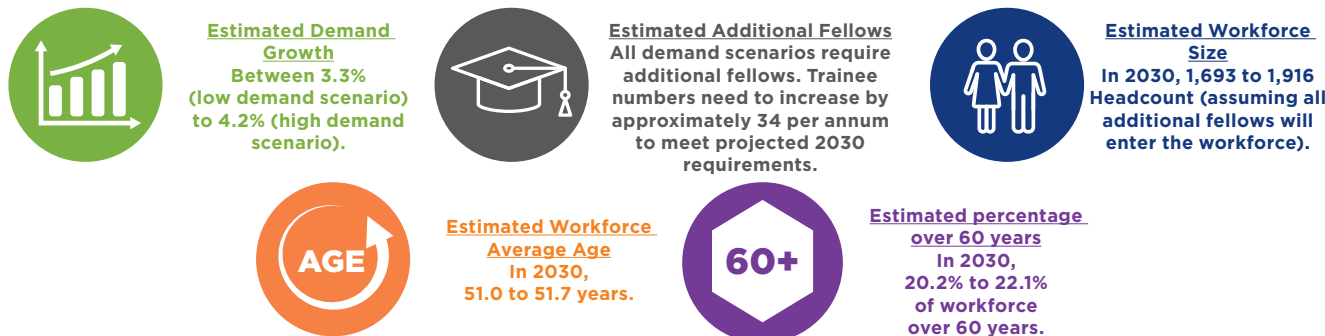 Estimated Demand
Growth
Between 3.3%
(low demand scenario)
to 4.2% (high demand
scenario).
Estimated Additional Fellows
All demand scenarios require
additional fellows. Trainee
numbers need to increase by
approximately 34 per annum
to meet projected 2030
requirements.
Estimated Workforce
Size
In 2030, 1,693 to 1,916
Headcount (assuming all
additional fellows will
enter the workforce).
AGE
Estimated Workforce
Average Age
In 2030,
51.0 to 51.7 years.
60+
Estimated percentage
over 60 years
In 2030,
20.2% to 22.1%
of workforce
over 60 years.